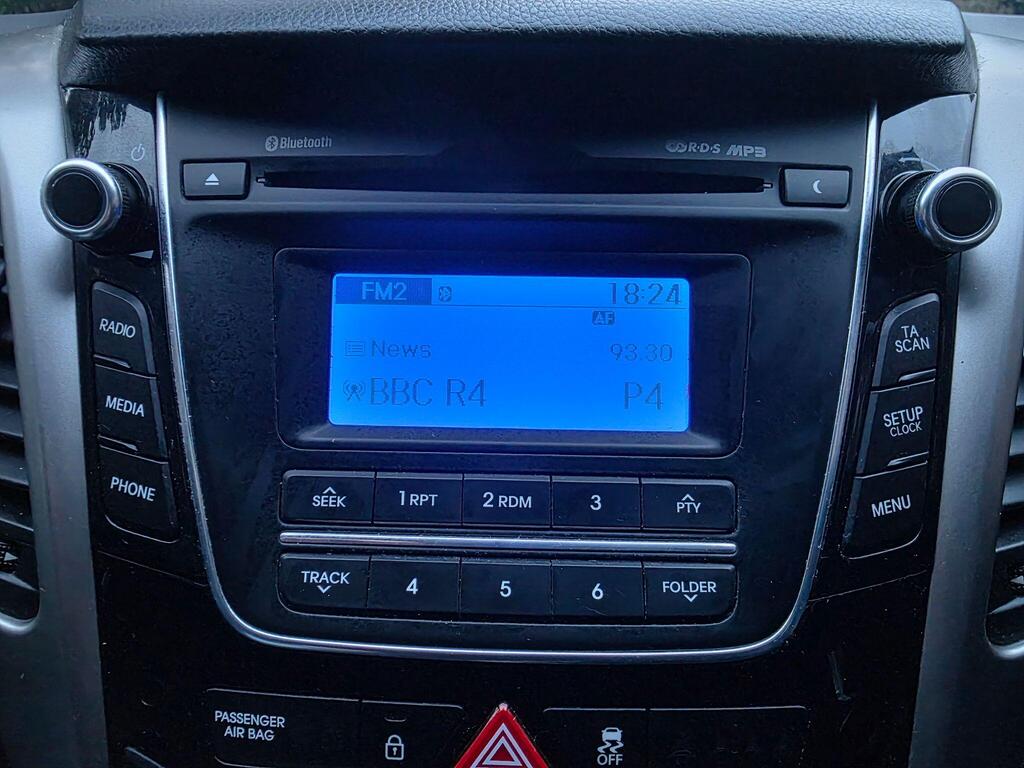 Bluetooth
R·D·S MP3
FM2 18:24
AF
News 93.30
BBC R4 P4
RADIO
MEDIA
PHONE
TA
SCAN
SETUP
CLOCK
MENU
SEEK 1 RPT 2 RDM 3 PTY
TRACK 4 5 6 FOLDER
PASSENGER
AIR BAG
OFF